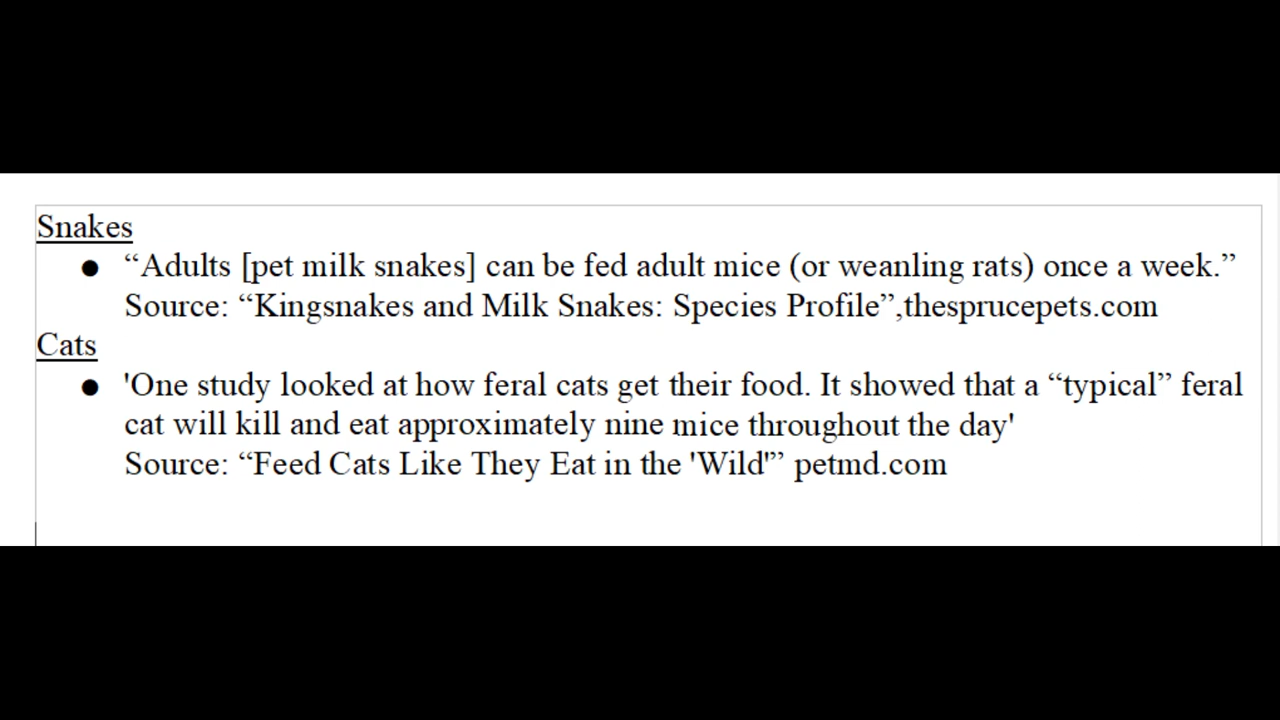 Snakes
● “Adults [pet milk snakes] can be fed adult mice (or weanling rats) once a week.”
Source: “Kingsnakes and Milk Snakes: Species Profile”,thesprucepets.com
Cats
● 'One study looked at how feral cats get their food. It showed that a “typical” feral
cat will kill and eat approximately nine mice throughout the day'
Source: “Feed Cats Like They Eat in the 'Wild'” petmd.com